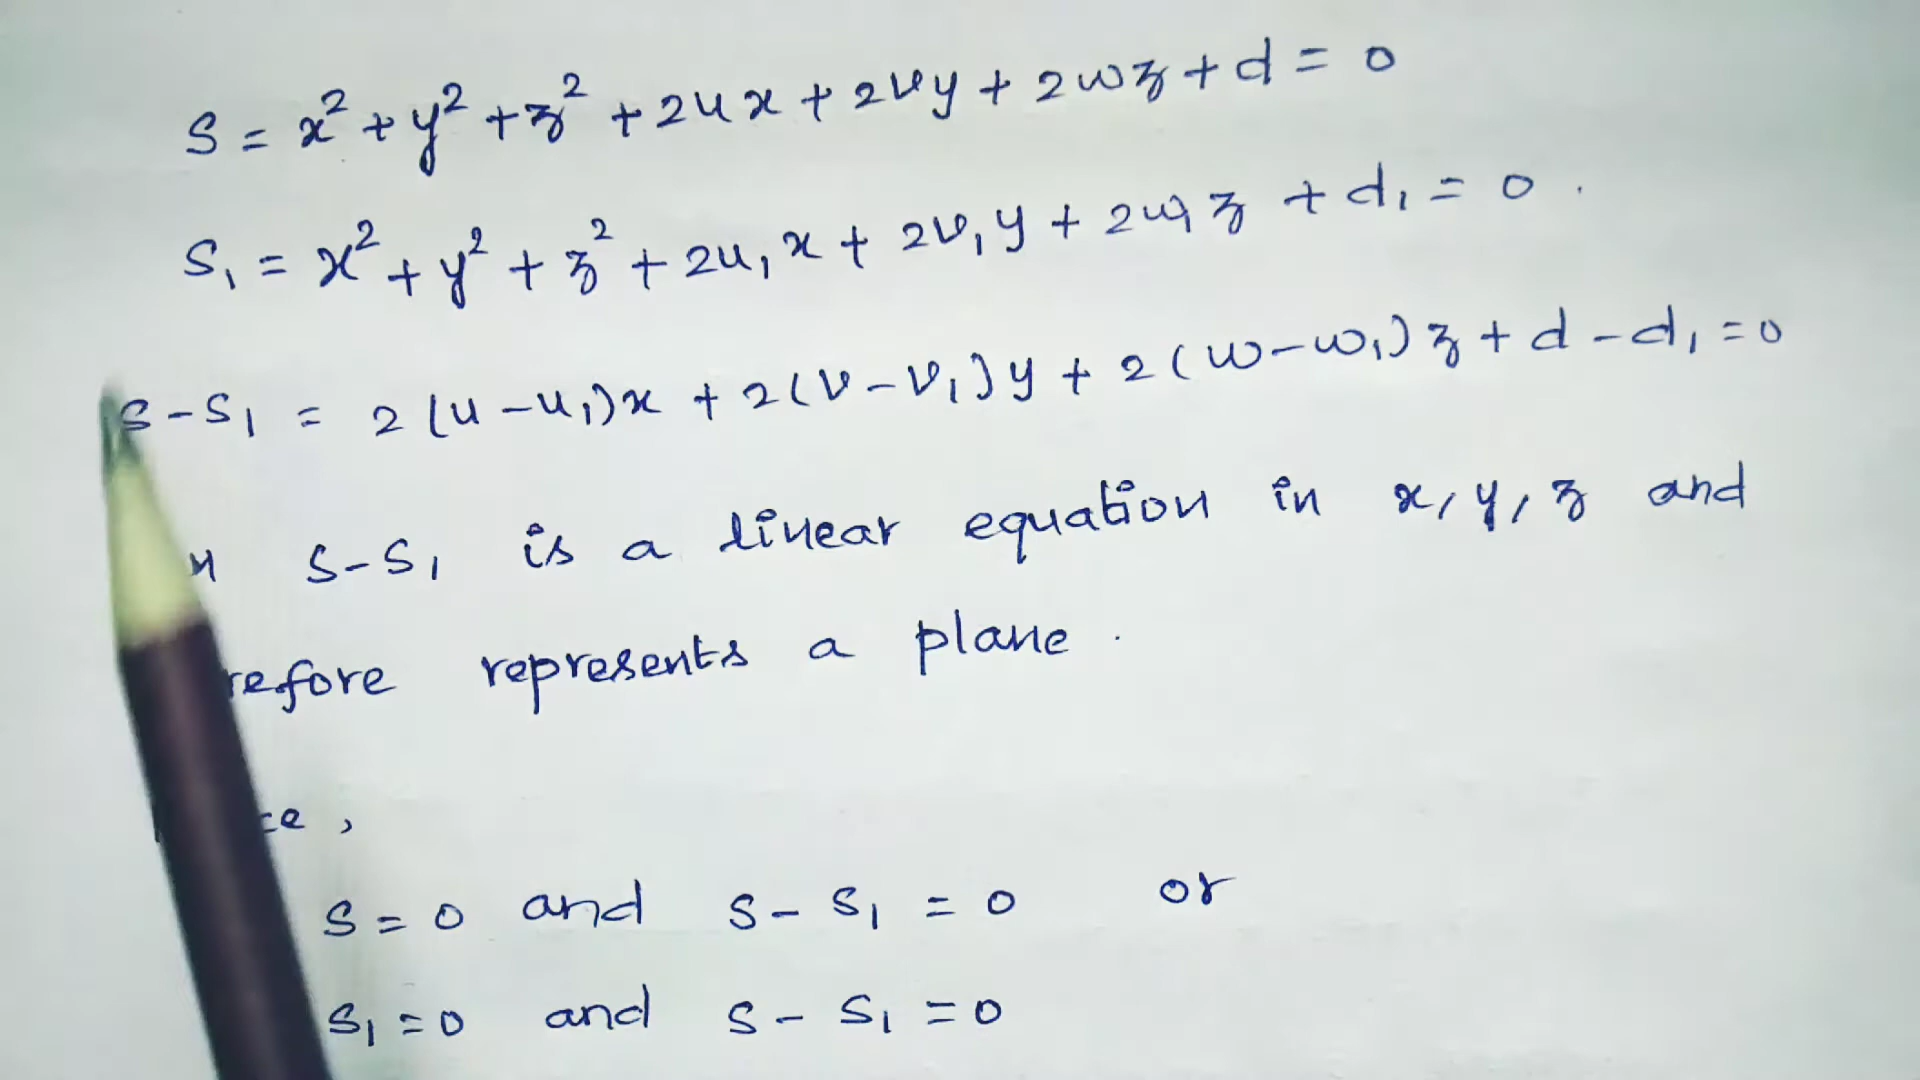 S = x² + y² + z² + 2ux + 2vy + 2wz + d = 0
S₁ = x² + y² + z² + 2u₁x + 2v₁y + 2w₁z + d₁ = 0.
S - S₁ = 2(u - u₁)x + 2(v - v₁)y + 2(w - w₁)z + d - d₁ = 0
S - S₁ is a linear equation in x, y, z and
refore represents a plane.
ce,
S = 0 and S - S₁ = 0 or
S₁ = 0 and S - S₁ = 0